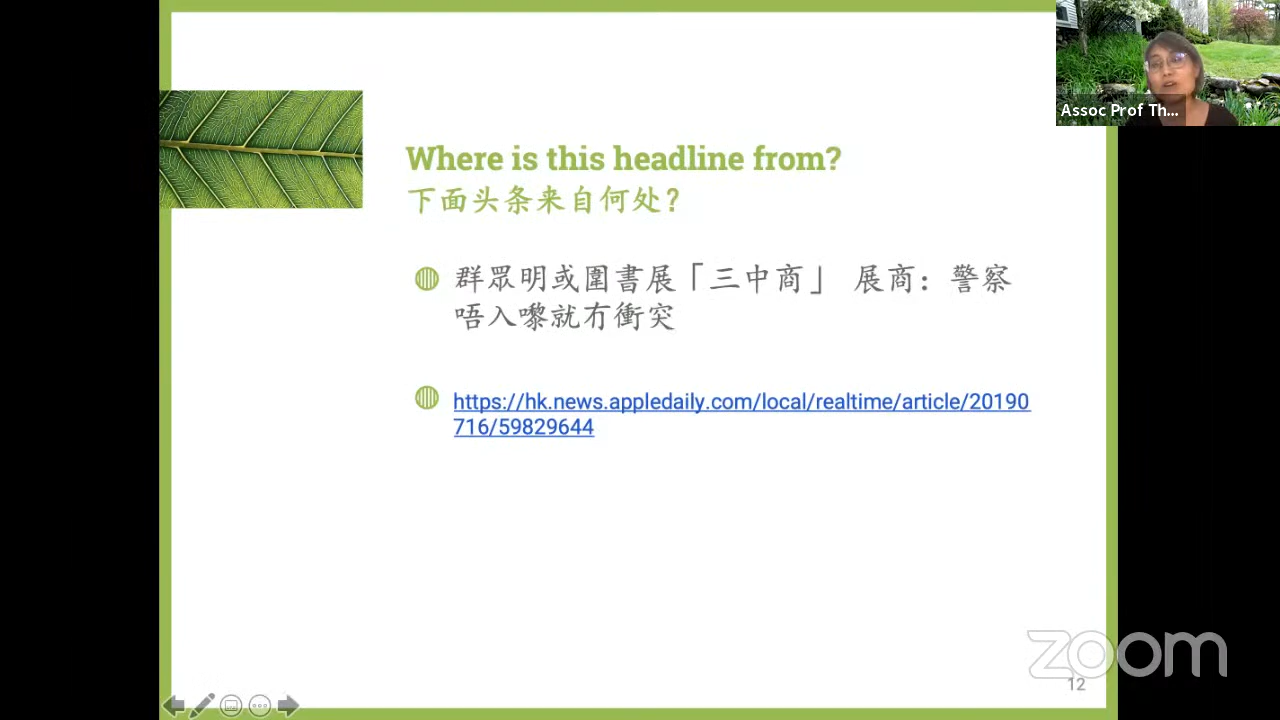 Assoc Prof Th...
Where is this headline from?
下面头条来自何处？
群眾明或圍書展「三中商」 展商：警察
唔入嚟就冇衝突
https://hk.news.appledaily.com/local/realtime/article/20190
716/59829644
zoom
12